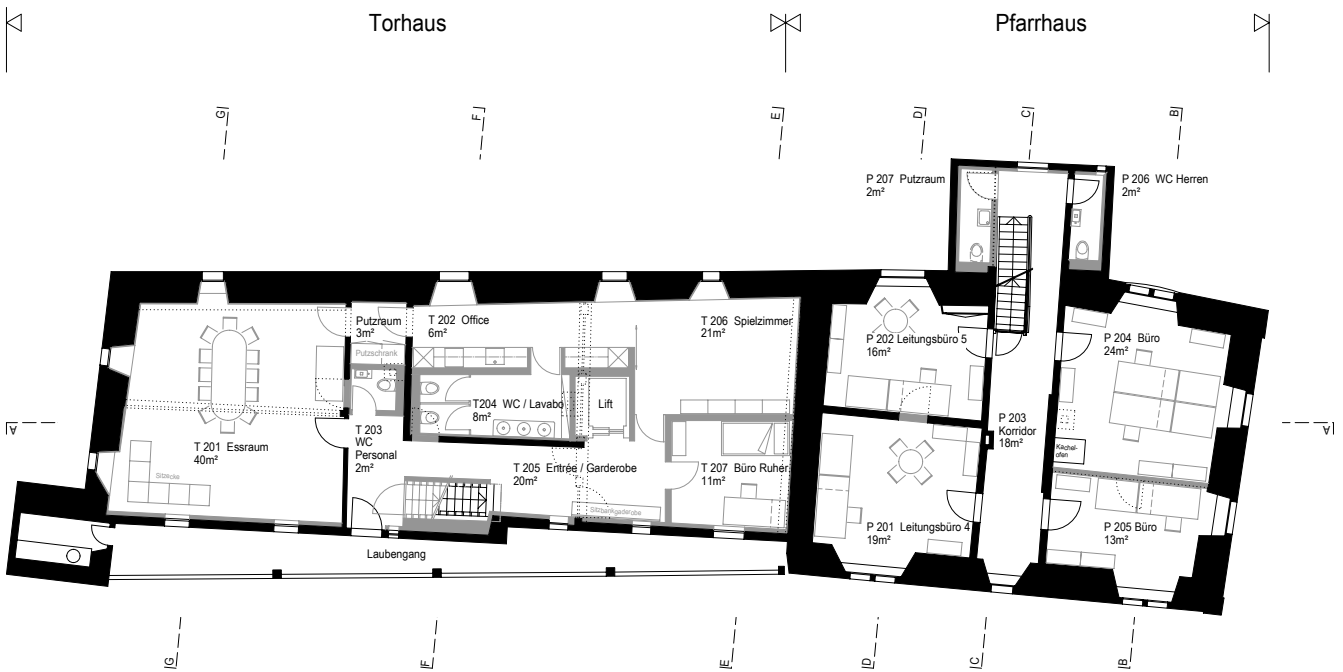 Torhaus
Pfarrhaus
G
F
E
D
C
B
P 207 Putzraum
2m²
P 206 WC Herren
2m²
Putzraum
3m²
Putzschrank
T 202 Office
6m²
T 206 Spielzimmer
21m²
P 202 Leitungsbüro 5
16m²
P 204 Büro
24m²
T204 WC / Lavabo
8m²
Lift
A
A
T 201 Essraum
40m²
Sitzecke
T 203
WC
Personal
2m²
T 205 Entrée / Garderobe
20m²
T 207 Büro Ruhen
11m²
Sitzbankgaderobe
P 203
Korridor
18m²
Kachel-
ofen
P 201 Leitungsbüro 4
19m²
P 205 Büro
13m²
Laubengang
G
F
E
D
C
B